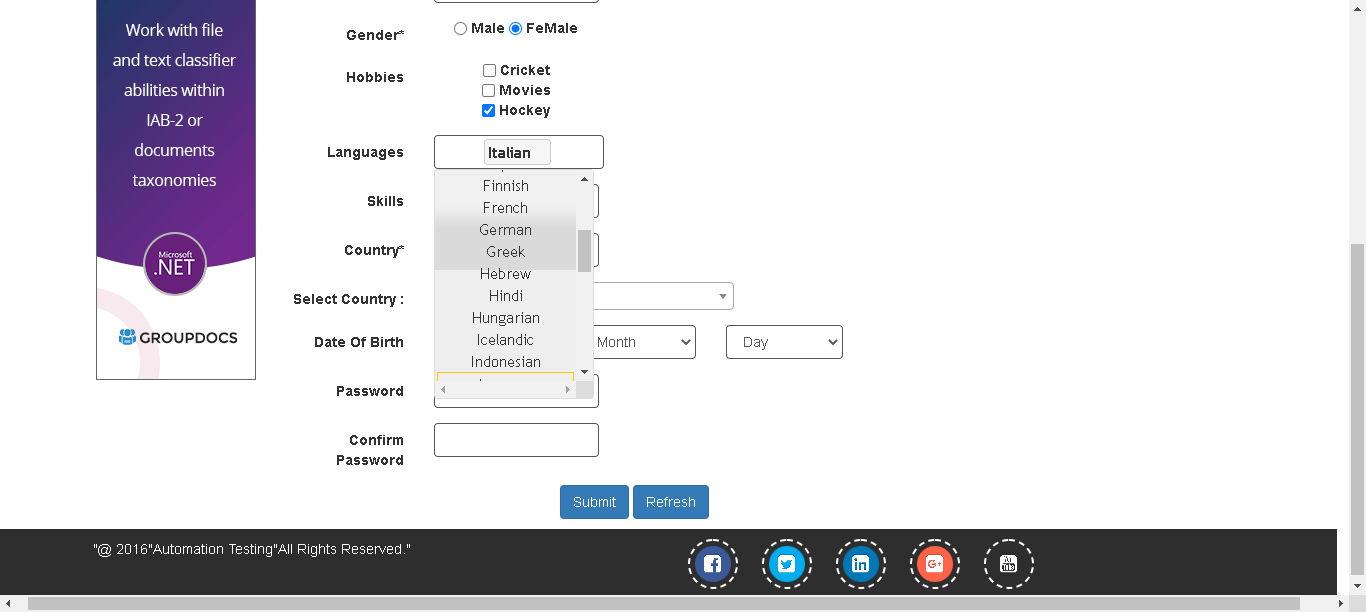 Work with file
and text classifier
abilities within
IAB-2 or
documents
taxonomies
Microsoft
.NET
GROUPDOCS
Gender*
Male FeMale
Hobbies
Cricket
Movies
Hockey
Languages
Italian
Skills
Finnish
French
German
Greek
Hebrew
Hindi
Hungarian
Icelandic
Indonesian
Country*
Select Country :
Date Of Birth
Month
Day
Password
Confirm
Password
Submit
Refresh
"@ 2016"Automation Testing"All Rights Reserved."